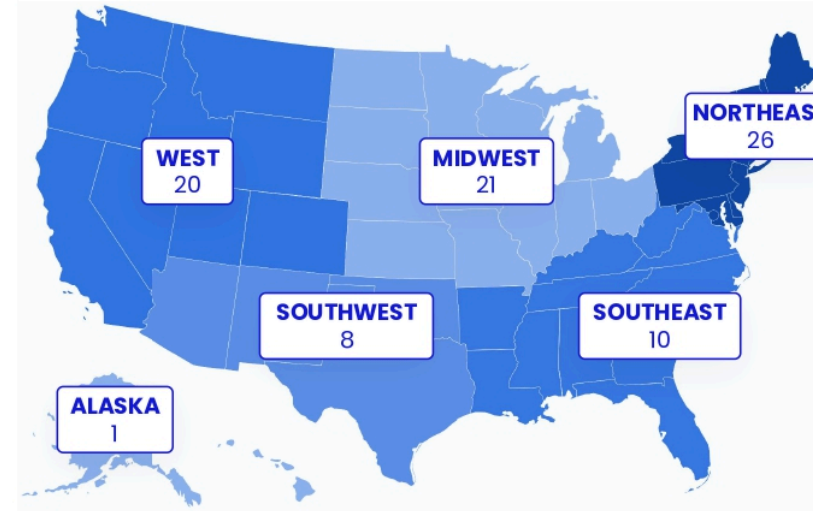 NORTHEAS
26
WEST
20
MIDWEST
21
SOUTHWEST
8
SOUTHEAST
10
ALASKA
1